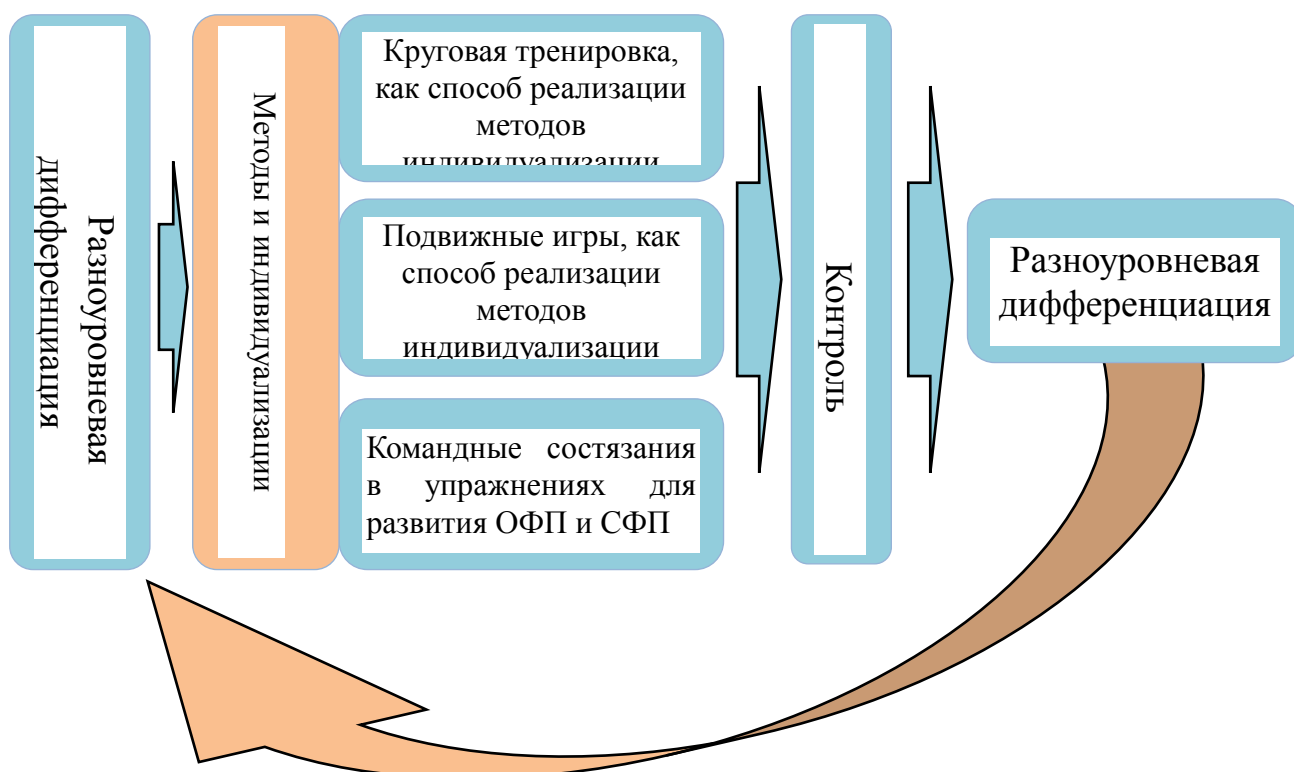 Разноуровневая
дифференциация
Методы и индивидуализации
Круговая тренировка,
как способ реализации
методов
индивидуализации
Подвижные игры, как
способ реализации
методов
индивидуализации
Командные состязания
в упражнениях для
развития ОФП и СФП
Контроль
Разноуровневая
дифференциация